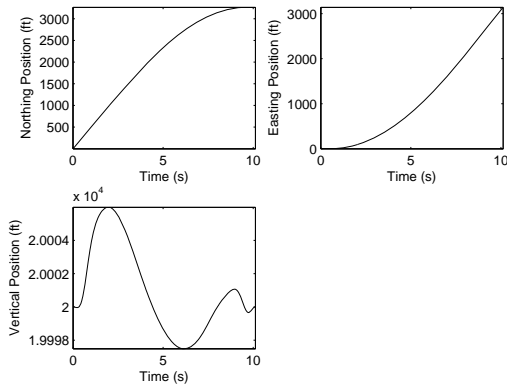 Northing Position (ft)
3000
2500
2000
1500
1000
500
0 5 10
Time (s)
Easting Position (ft)
3000
2000
1000
0
0 5 10
Time (s)
x 10^4
Vertical Position (ft)
2.0004
2.0002
2
1.9998
0 5 10
Time (s)